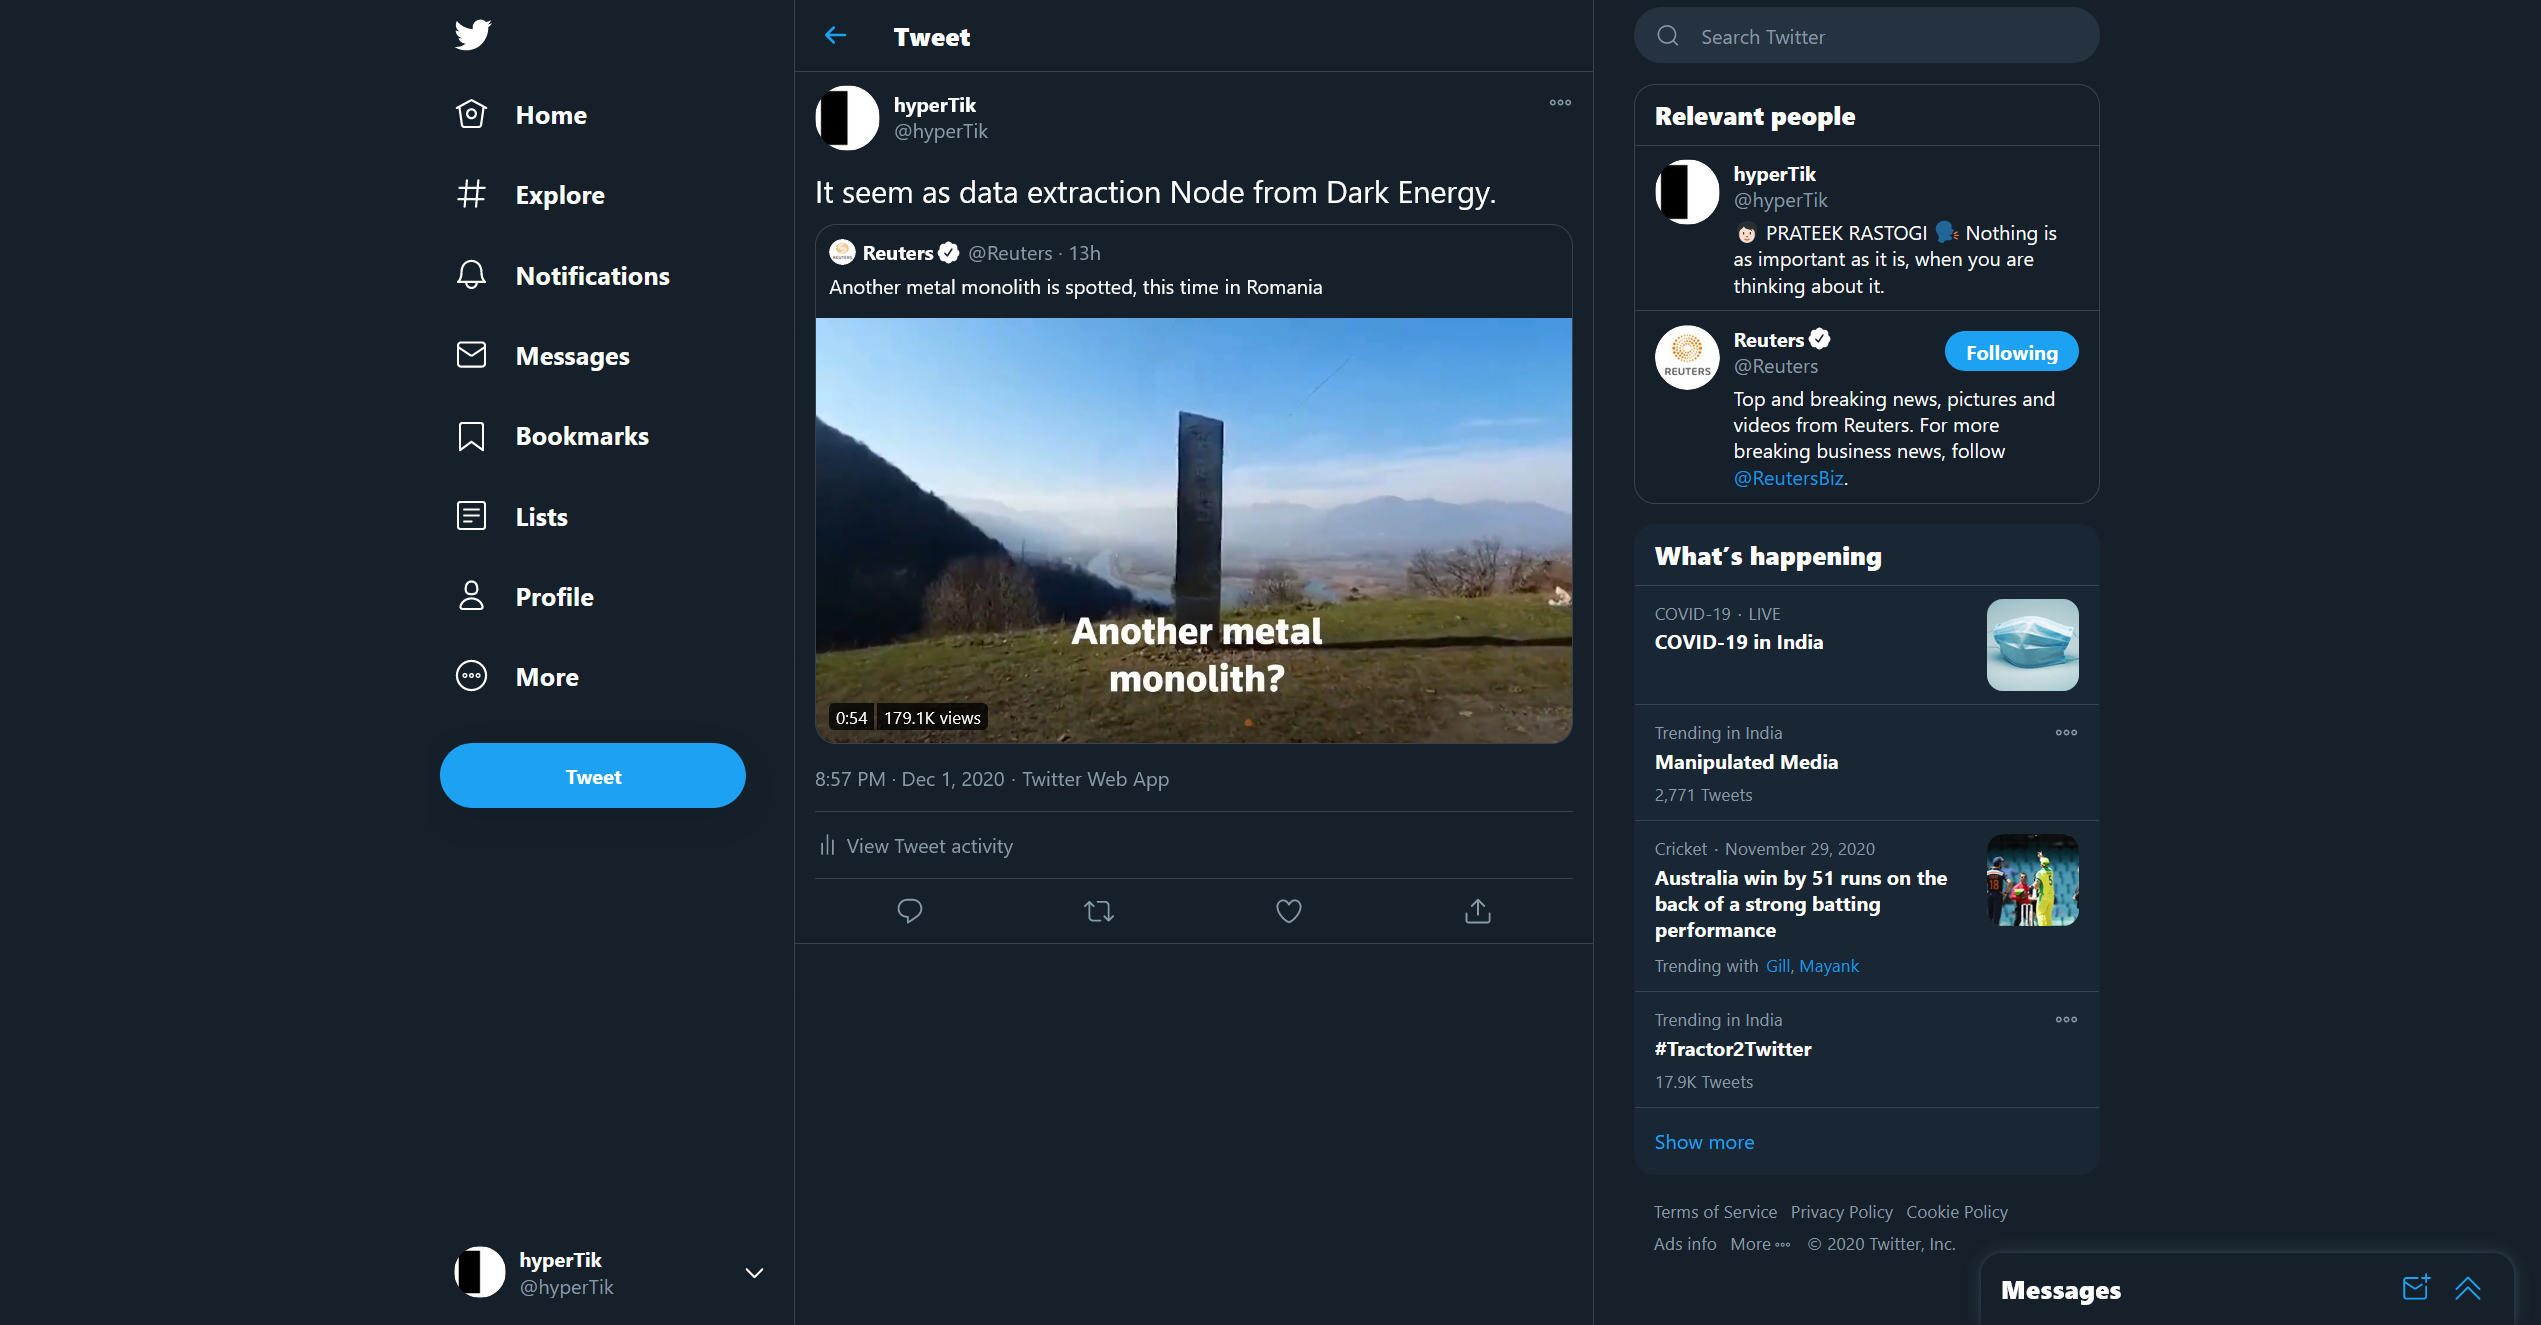 Home
Explore
Notifications
Messages
Bookmarks
Lists
Profile
More
Tweet
hyperTik
@hyperTik
Tweet
hyperTik
@hyperTik
It seem as data extraction Node from Dark Energy.
Reuters @Reuters · 13h
Another metal monolith is spotted, this time in Romania
Another metal
monolith?
0:54 179.1K views
8:57 PM · Dec 1, 2020 · Twitter Web App
View Tweet activity
Search Twitter
Relevant people
hyperTik
@hyperTik
PRATEEK RASTOGI Nothing is
as important as it is, when you are
thinking about it.
REUTERS
Reuters
@Reuters
Following
Top and breaking news, pictures and
videos from Reuters. For more
breaking business news, follow
@ReutersBiz.
What's happening
COVID-19 · LIVE
COVID-19 in India
Trending in India
Manipulated Media
2,771 Tweets
Cricket · November 29, 2020
Australia win by 51 runs on the
back of a strong batting
performance
Trending with Gill, Mayank
Trending in India
#Tractor2Twitter
17.9K Tweets
Show more
Terms of Service Privacy Policy Cookie Policy
Ads info More © 2020 Twitter, Inc.
Messages